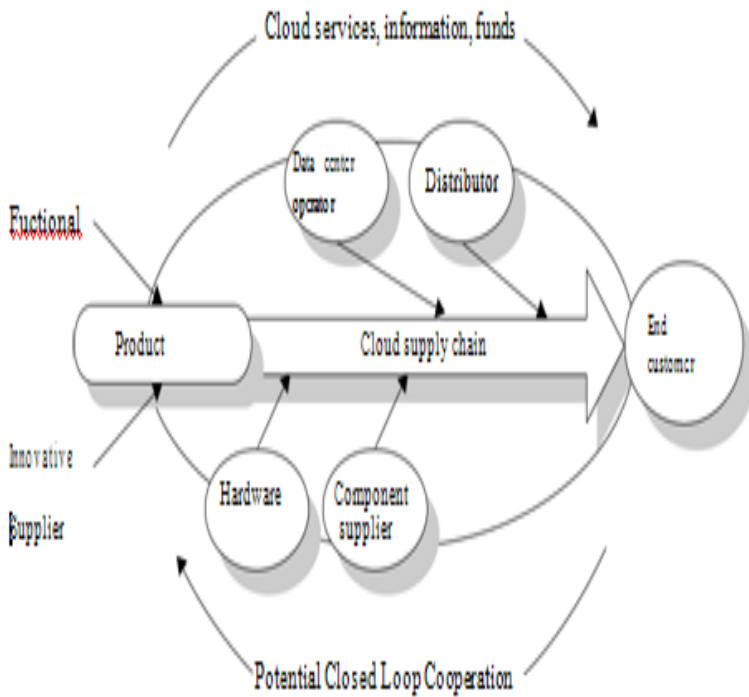 Cloud services, information, funds
Data center
operator
Distributor
Fuctional
Product
Cloud supply chain
End
customer
Innovative
Supplier
Hardware
Component
supplier
Potential Closed Loop Cooperation